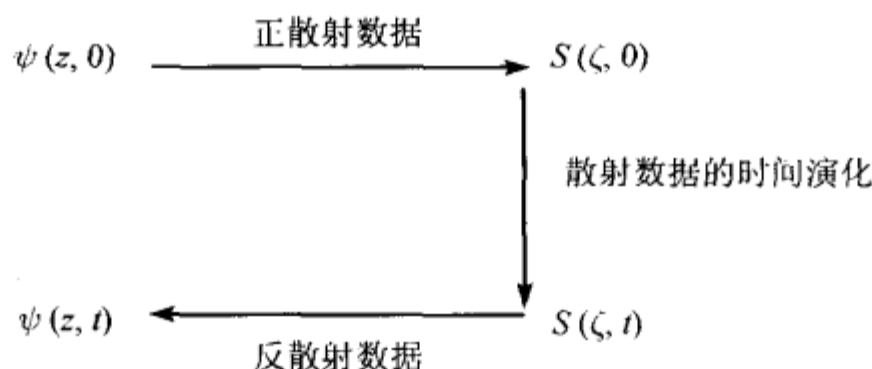 正散射数据
ψ(z, 0) S(ζ, 0)
散射数据的时间演化
ψ(z, t) S(ζ, t)
反散射数据